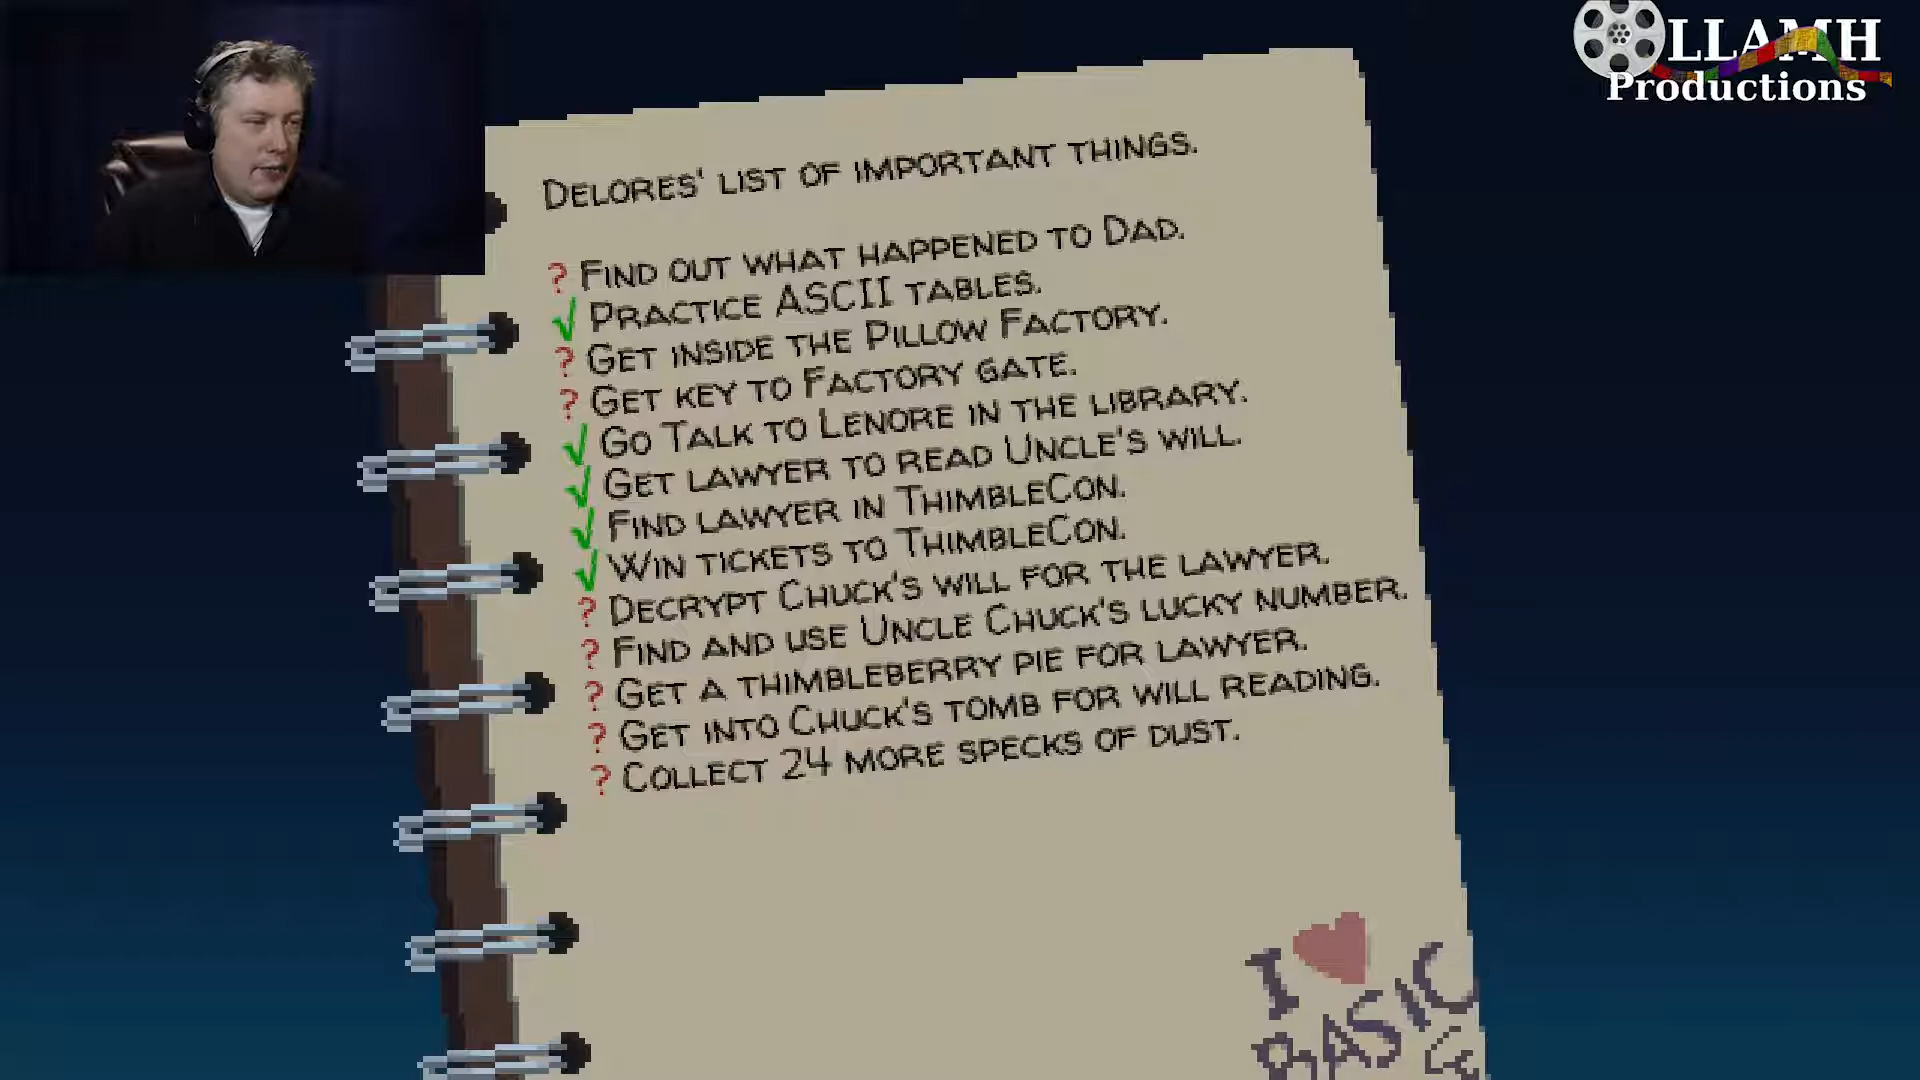 LLAMH
Productions
Delores' list of important things.
? Find out what happened to Dad.
√ Practice ASCII tables.
? Get inside the Pillow Factory.
? Get key to Factory gate.
√ Go Talk to Lenore in the library.
√ Get lawyer to read Uncle's will.
√ Find lawyer in ThimbleCon.
√ Win tickets to ThimbleCon.
? Decrypt Chuck's will for the lawyer.
? Find and use Uncle Chuck's lucky number.
? Get a thimbleberry pie for lawyer.
? Get into Chuck's tomb for will reading.
? Collect 24 more specks of dust.
I ♥
BASIC